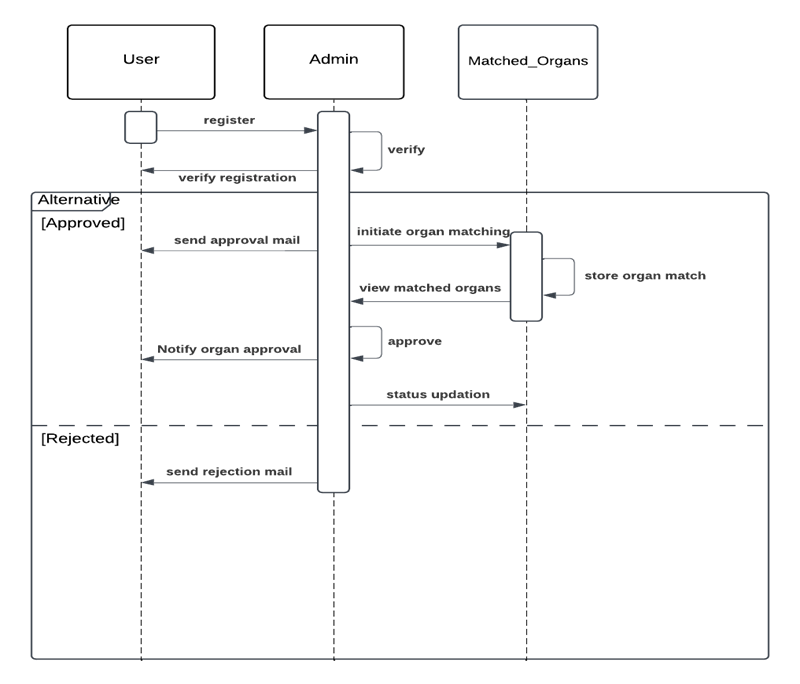 User
Admin
Matched_Organs
register
verify
verify registration
Alternative
[Approved]
initiate organ matching
send approval mail
store organ match
view matched organs
approve
Notify organ approval
status updation
[Rejected]
send rejection mail